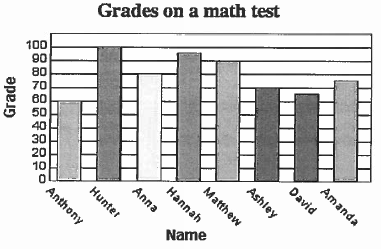 Grades on a math test
Grade
100
90
80
70
60
50
40
30
20
10
0
Anthony
Hunter
Anna
Hannah
Matthew
Ashley
David
Amanda
Name